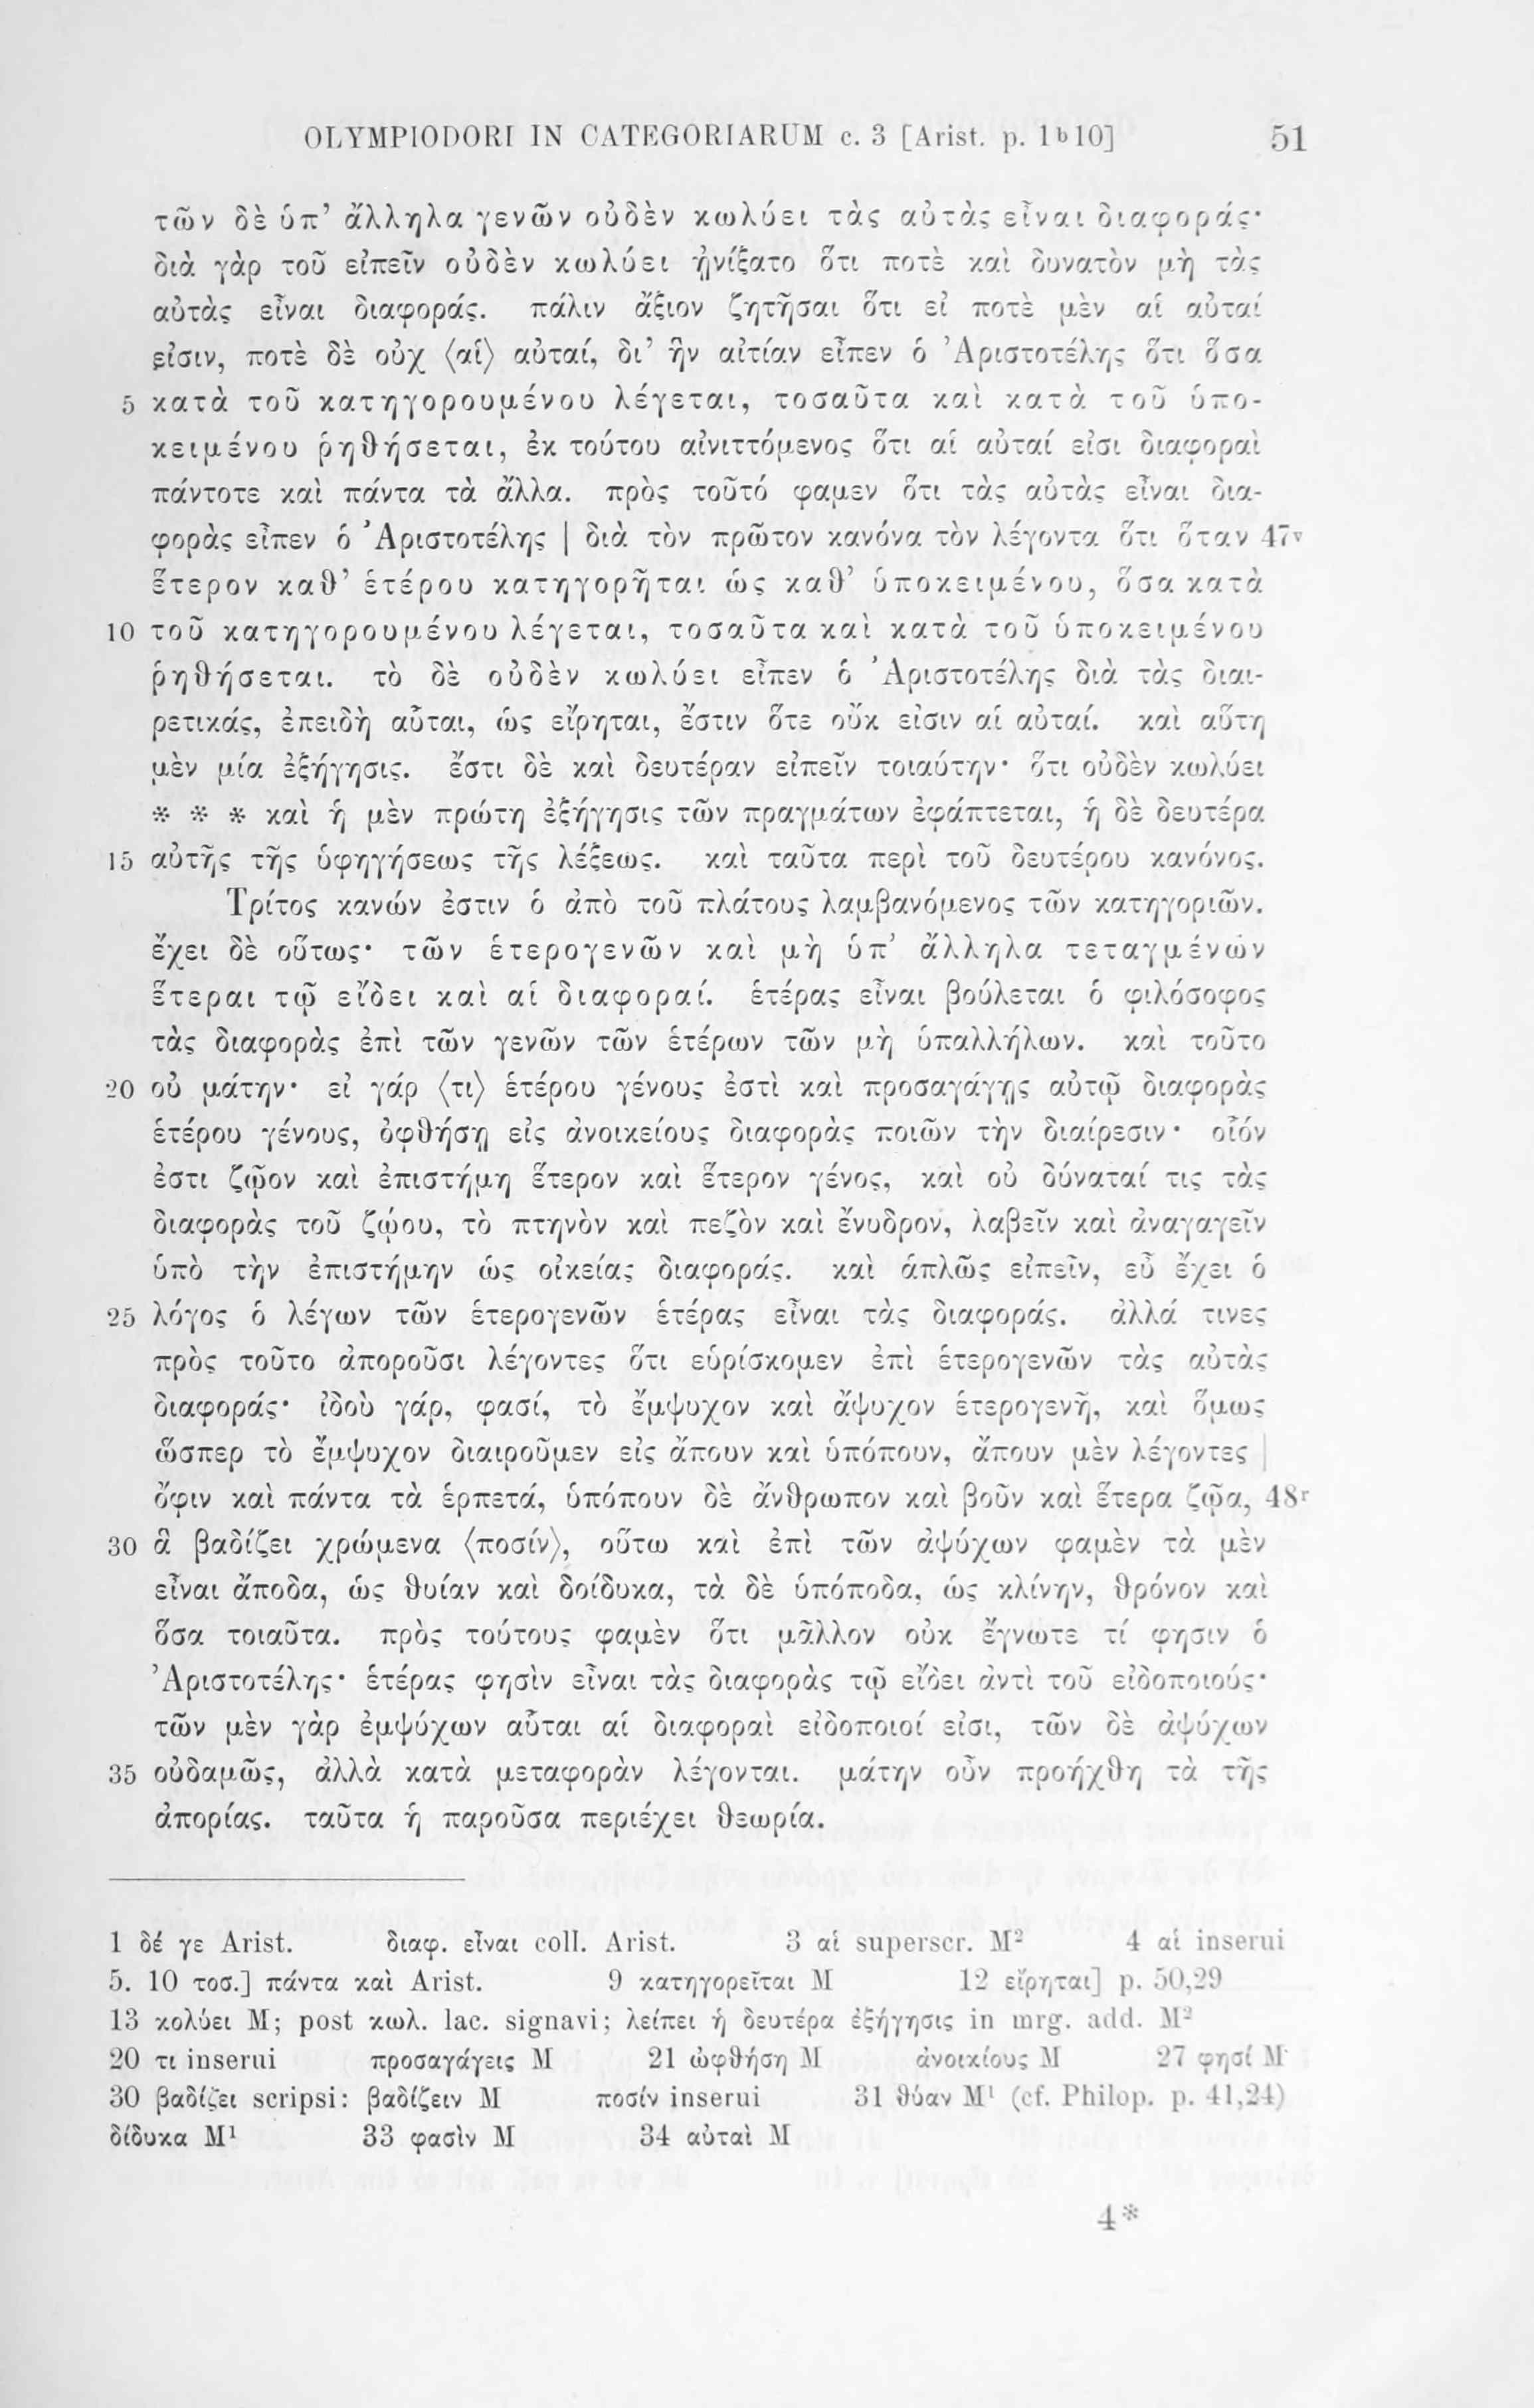 OLYMPIODORI IN CATEGORIARUM c. 3 [Arist. p. 1b10] 51
τῶν δὲ ὑπ’ ἄλληλα γενῶν οὐδὲν κωλύει τὰς αὐτὰς εἶναι διαφοράς·
διὰ γὰρ τοῦ εἰπεῖν οὐδὲν κωλύει ᾐνίξατο ὅτι ποτὲ καὶ δυνατὸν μὴ τὰς
αὐτὰς εἶναι διαφοράς. πάλιν ἄξιον ζητῆσαι ὅτι εἰ ποτὲ μὲν αἱ αὐταί
εἰσιν, ποτὲ δὲ οὐχ ⟨αἱ⟩ αὐταί, δι’ ἣν αἰτίαν εἶπεν ὁ Ἀριστοτέλης ὅτι ὅσα
5 κατὰ τοῦ κατηγορουμένου λέγεται, τοσαῦτα καὶ κατὰ τοῦ ὑπο-
κειμένου ῥηθήσεται, ἐκ τούτου αἰνιττόμενος ὅτι αἱ αὐταί εἰσι διαφοραὶ
πάντοτε καὶ πάντα τὰ ἄλλα. πρὸς τοῦτό φαμεν ὅτι τὰς αὐτὰς εἶναι δια-
φορὰς εἶπεν ὁ Ἀριστοτέλης | διὰ τὸν πρῶτον κανόνα τὸν λέγοντα ὅτι ὅταν 47v
ἕτερον καθ’ ἑτέρου κατηγορῆται ὡς καθ’ ὑποκειμένου, ὅσα κατὰ
10 τοῦ κατηγορουμένου λέγεται, τοσαῦτα καὶ κατὰ τοῦ ὑποκειμένου
ῥηθήσεται. τὸ δὲ οὐδὲν κωλύει εἶπεν ὁ Ἀριστοτέλης διὰ τὰς διαι-
ρετικάς, ἐπειδὴ αὗται, ὡς εἴρηται, ἔστιν ὅτε οὔκ εἰσιν αἱ αὐταί. καὶ αὕτη
μὲν μία ἐξήγησις. ἔστι δὲ καὶ δευτέραν εἰπεῖν τοιαύτην· ὅτι οὐδὲν κωλύει
* * * καὶ ἡ μὲν πρώτη ἐξήγησις τῶν πραγμάτων ἐφάπτεται, ἡ δὲ δευτέρα
15 αὐτῆς τῆς ὑφηγήσεως τῆς λέξεως. καὶ ταῦτα περὶ τοῦ δευτέρου κανόνος.
Τρίτος κανών ἐστιν ὁ ἀπὸ τοῦ πλάτους λαμβανόμενος τῶν κατηγοριῶν.
ἔχει δὲ οὕτως· τῶν ἑτερογενῶν καὶ μὴ ὑπ’ ἄλληλα τεταγμένων
ἕτεραι τῷ εἴδει καὶ αἱ διαφοραί. ἑτέρας εἶναι βούλεται ὁ φιλόσοφος
τὰς διαφορὰς ἐπὶ τῶν γενῶν τῶν ἑτέρων τῶν μὴ ὑπαλλήλων. καὶ τοῦτο
20 οὐ μάτην· εἰ γάρ ⟨τι⟩ ἑτέρου γένους ἐστὶ καὶ προσαγάγῃς αὐτῷ διαφορὰς
ἑτέρου γένους, ὀφθήσῃ εἰς ἀνοικείους διαφορὰς ποιῶν τὴν διαίρεσιν· οἷόν
ἐστι ζῷον καὶ ἐπιστήμη ἕτερον καὶ ἕτερον γένος, καὶ οὐ δύναταί τις τὰς
διαφορὰς τοῦ ζῴου, τὸ πτηνὸν καὶ πεζὸν καὶ ἔνυδρον, λαβεῖν καὶ ἀναγαγεῖν
ὑπὸ τὴν ἐπιστήμην ὡς οἰκείας διαφοράς. καὶ ἁπλῶς εἰπεῖν, εὖ ἔχει ὁ
25 λόγος ὁ λέγων τῶν ἑτερογενῶν ἑτέρας εἶναι τὰς διαφοράς. ἀλλά τινες
πρὸς τοῦτο ἀποροῦσι λέγοντες ὅτι εὑρίσκομεν ἐπὶ ἑτερογενῶν τὰς αὐτὰς
διαφοράς· ἰδοὺ γάρ, φασί, τὸ ἔμψυχον καὶ ἄψυχον ἑτερογενῆ, καὶ ὅμως
ὥσπερ τὸ ἔμψυχον διαιροῦμεν εἰς ἄπουν καὶ ὑπόπουν, ἄπουν μὲν λέγοντες |
ὄφιν καὶ πάντα τὰ ἑρπετά, ὑπόπουν δὲ ἄνθρωπον καὶ βοῦν καὶ ἕτερα ζῷα, 48r
30 ἃ βαδίζει χρώμενα ⟨ποσίν⟩, οὕτω καὶ ἐπὶ τῶν ἀψύχων φαμὲν τὰ μὲν
εἶναι ἄποδα, ὡς θυίαν καὶ δοίδυκα, τὰ δὲ ὑπόποδα, ὡς κλίνην, θρόνον καὶ
ὅσα τοιαῦτα. πρὸς τούτους φαμὲν ὅτι μᾶλλον οὐκ ἔγνωτε τί φησιν ὁ
Ἀριστοτέλης· ἑτέρας φησὶν εἶναι τὰς διαφορὰς τῷ εἴδει ἀντὶ τοῦ εἰδοποιούς·
τῶν μὲν γὰρ ἐμψύχων αὗται αἱ διαφοραὶ εἰδοποιοί εἰσι, τῶν δὲ ἀψύχων
35 οὐδαμῶς, ἀλλὰ κατὰ μεταφορὰν λέγονται. μάτην οὖν προήχθη τὰ τῆς
ἀπορίας. ταῦτα ἡ παροῦσα περιέχει θεωρία.
1 δέ γε Arist. διαφ. εἶναι coll. Arist. 3 αἱ superscr. M² 4 αἱ inserui
5. 10 τοσ.] πάντα καὶ Arist. 9 κατηγορεῖται M 12 εἴρηται] p. 50,29
13 κολύει M; post κωλ. lac. signavi; λείπει ἡ δευτέρα ἐξήγησις in mrg. add. M²
20 τι inserui προσαγάγεις M 21 ὠφθήση M ἀνοικίους M 27 φησί M
30 βαδίζει scripsi: βαδίζειν M ποσίν inserui 31 θύαν M¹ (cf. Philop. p. 41,24)
δίδυκα M¹ 33 φασὶν M 34 αὐταὶ M
4*